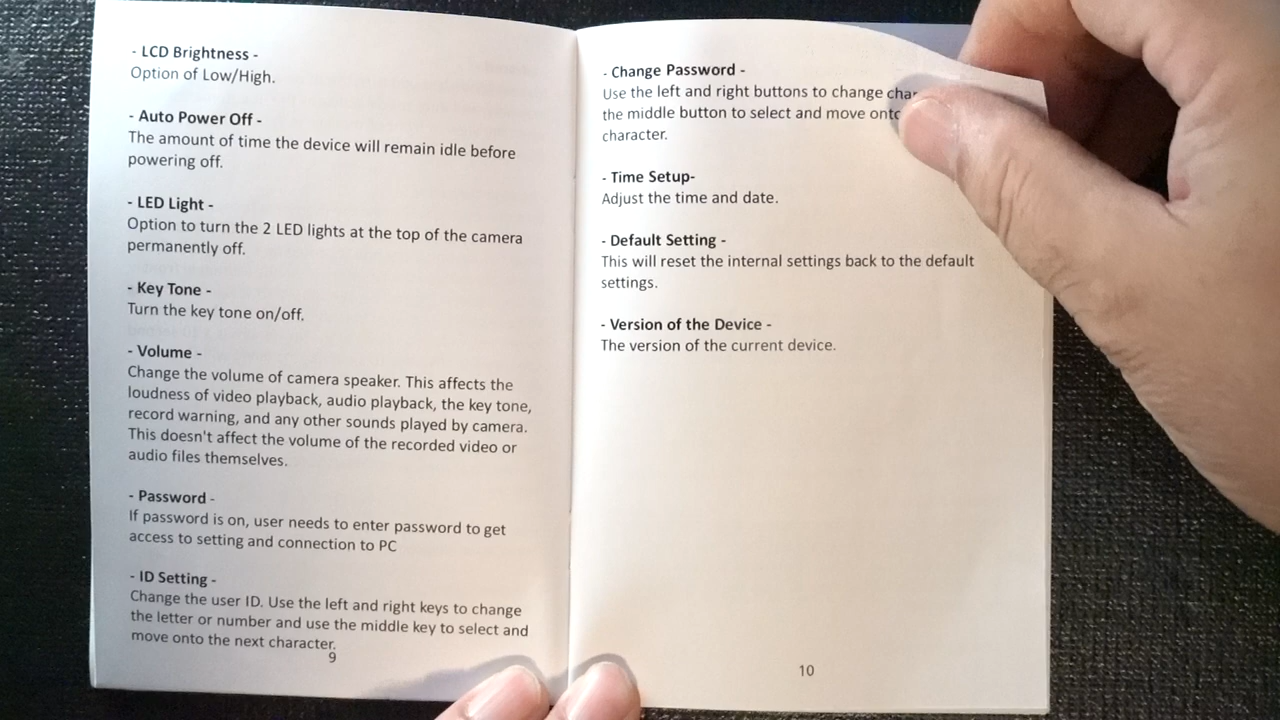 - LCD Brightness -
Option of Low/High.
- Auto Power Off -
The amount of time the device will remain idle before
powering off.
- LED Light -
Option to turn the 2 LED lights at the top of the camera
permanently off.
- Key Tone -
Turn the key tone on/off.
- Volume -
Change the volume of camera speaker. This affects the
loudness of video playback, audio playback, the key tone,
record warning, and any other sounds played by camera.
This doesn't affect the volume of the recorded video or
audio files themselves.
- Password -
If password is on, user needs to enter password to get
access to setting and connection to PC
- ID Setting -
Change the user ID. Use the left and right keys to change
the letter or number and use the middle key to select and
move onto the next character.
9
- Change Password -
Use the left and right buttons to change
the middle button to select and move onto
character.
- Time Setup-
Adjust the time and date.
- Default Setting -
This will reset the internal settings back to the default
settings.
- Version of the Device -
The version of the current device.
10